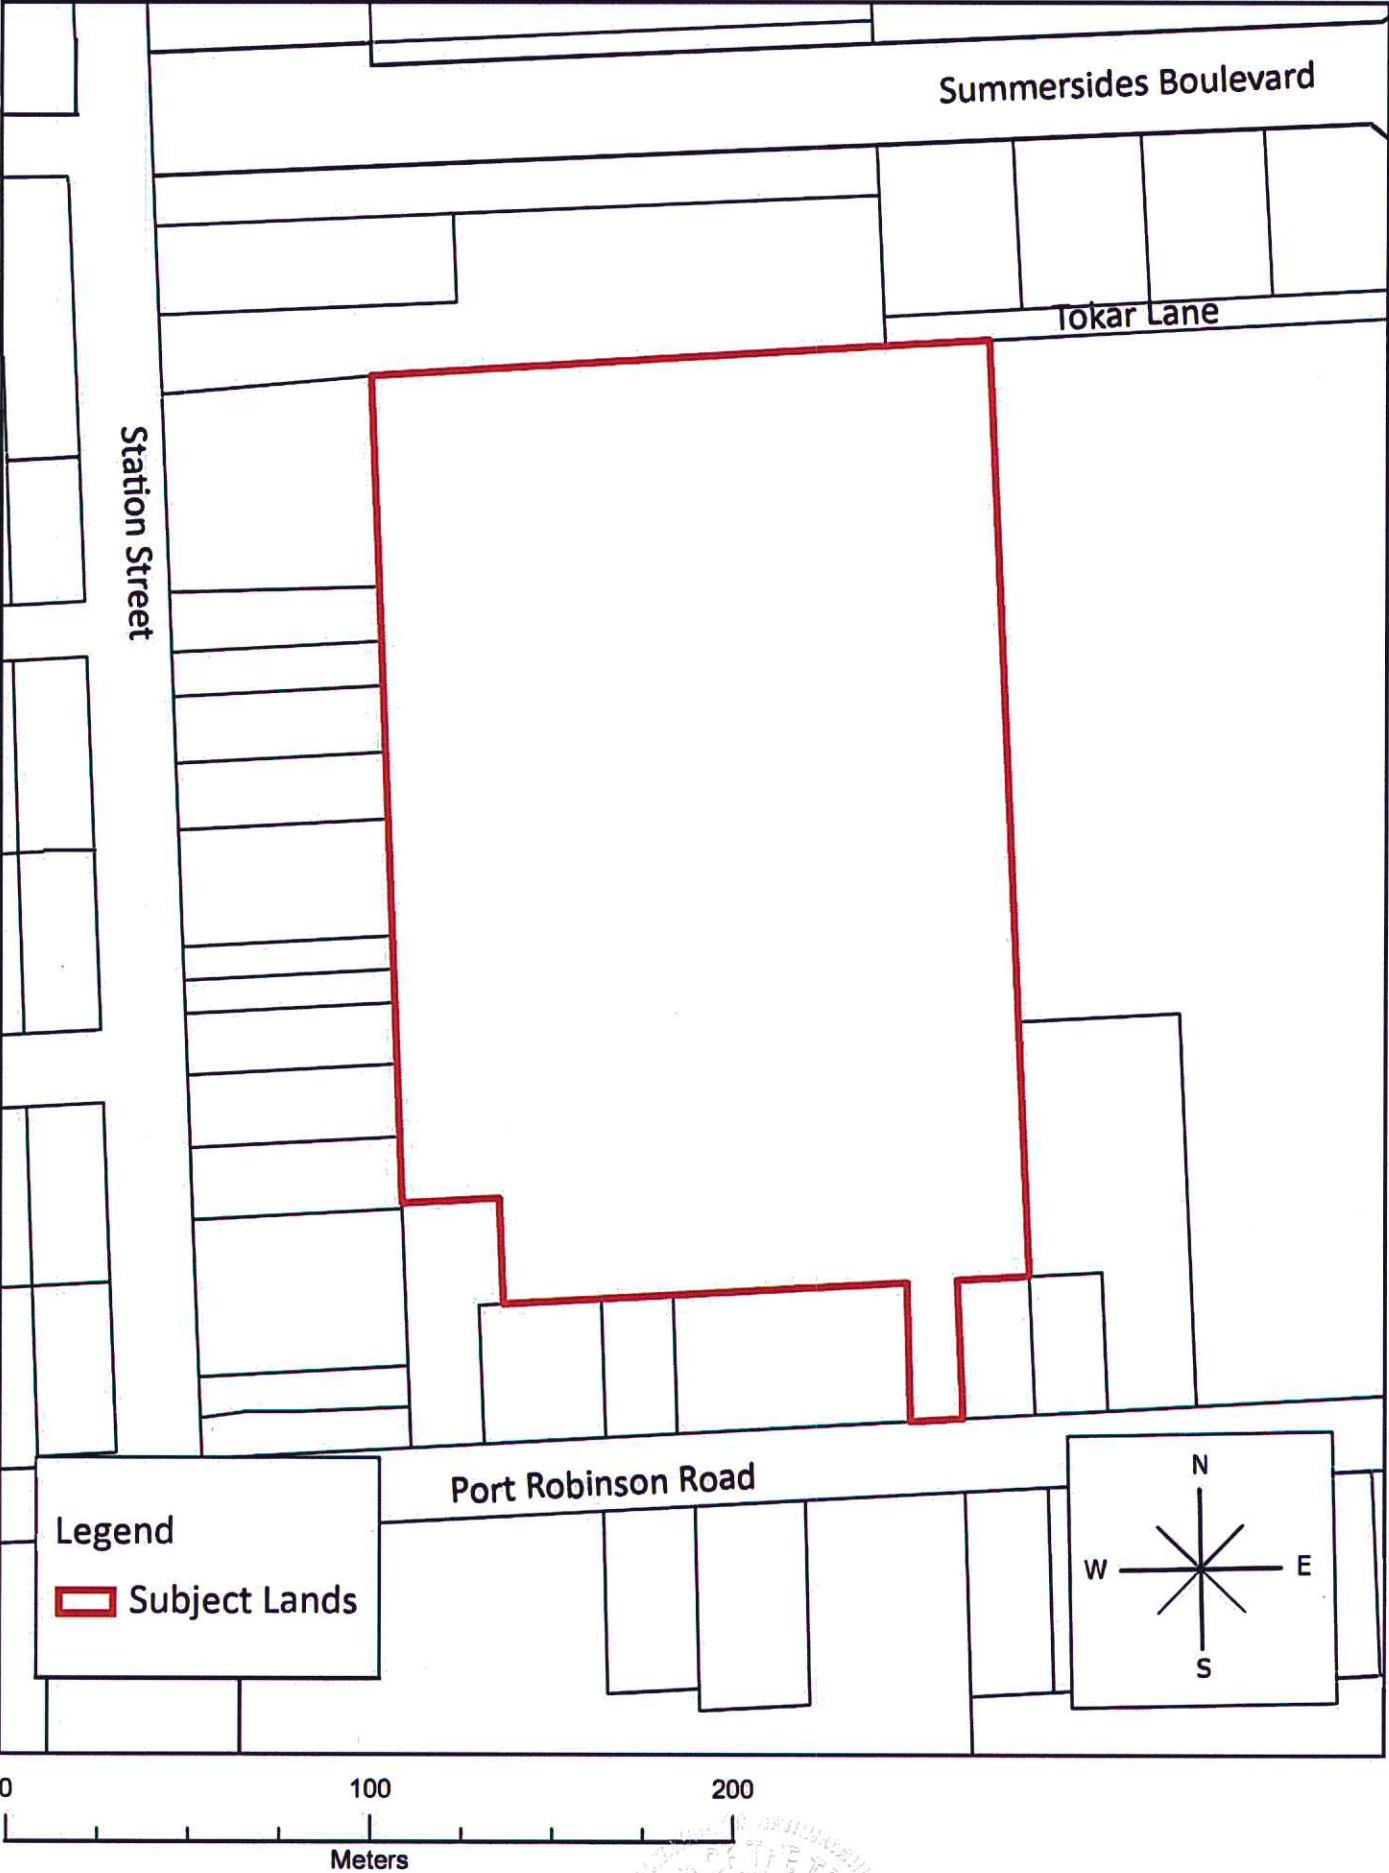 Summersides Boulevard
Tokar Lane
Station Street
Port Robinson Road
Legend
Subject Lands
N
W
E
S
0
100
200
Meters